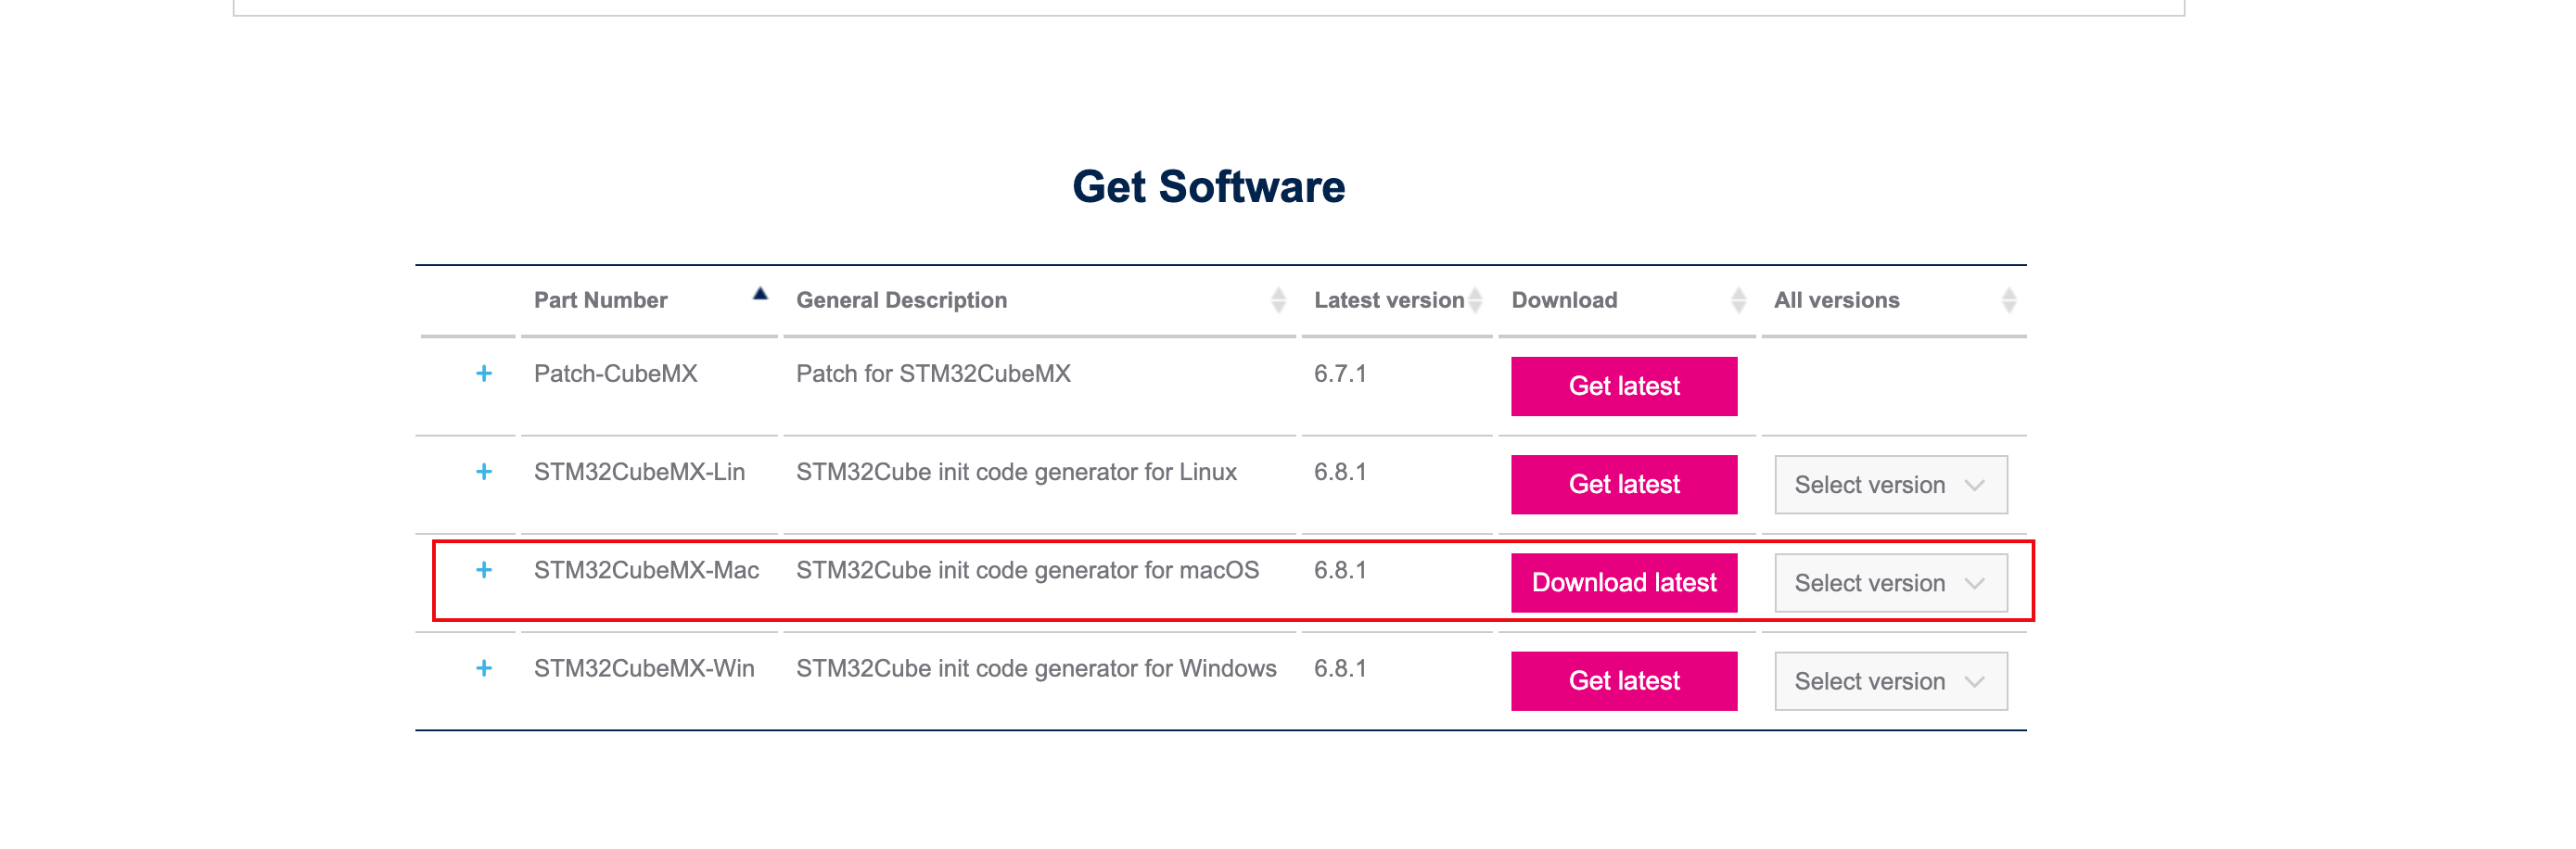 Get Software
Part Number General Description Latest version Download All versions
+ Patch-CubeMX Patch for STM32CubeMX 6.7.1 Get latest
+ STM32CubeMX-Lin STM32Cube init code generator for Linux 6.8.1 Get latest Select version
+ STM32CubeMX-Mac STM32Cube init code generator for macOS 6.8.1 Download latest Select version
+ STM32CubeMX-Win STM32Cube init code generator for Windows 6.8.1 Get latest Select version